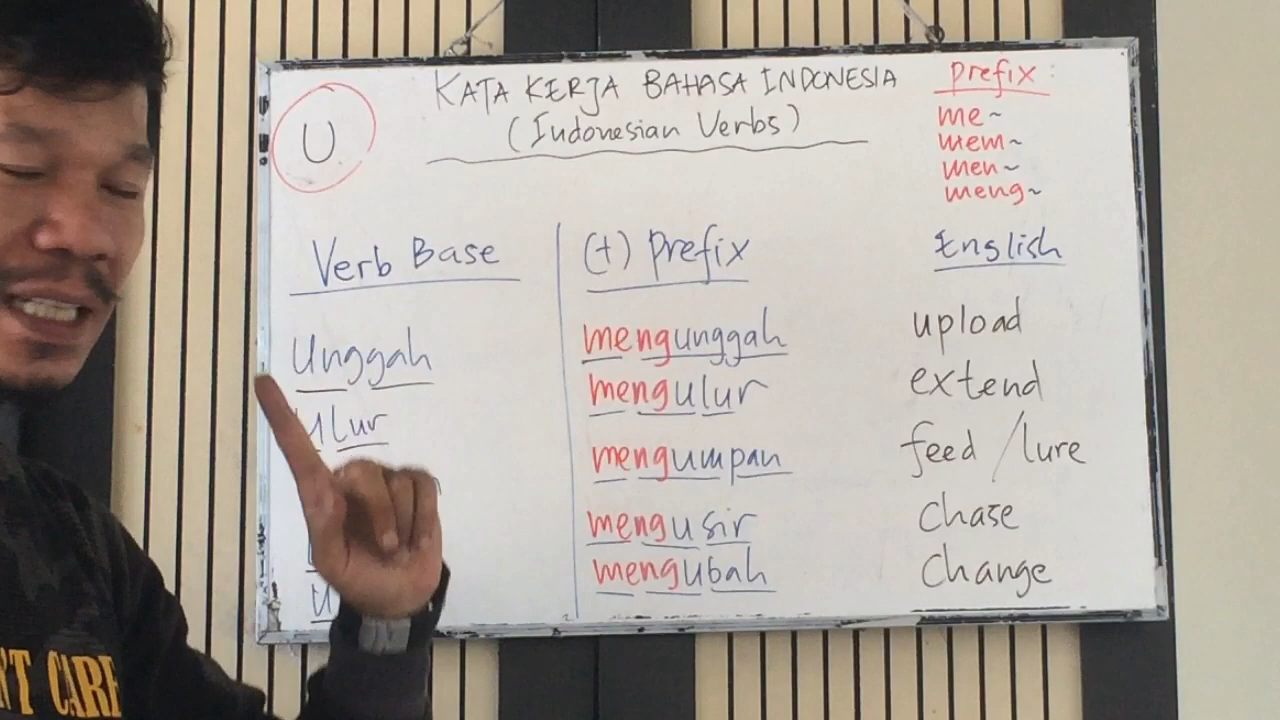 U
KATA KERJA BAHASA INDONESIA
(Indonesian Verbs)
Prefix :
me~
mem~
men~
meng~
Verb Base
(+) Prefix
English
Unggah
mengunggah
upload
Ulur
mengulur
extend
mengumpan
feed / lure
mengusir
chase
U
mengubah
change
'T CARE